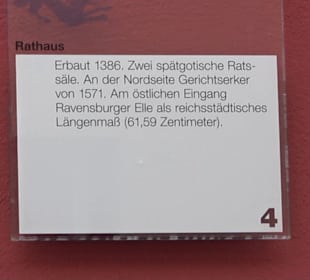 Rathaus
Erbaut 1386. Zwei spätgotische Rats-
säle. An der Nordseite Gerichtserker
von 1571. Am östlichen Eingang
Ravensburger Elle als reichsstädtisches
Längenmaß (61,59 Zentimeter).
4